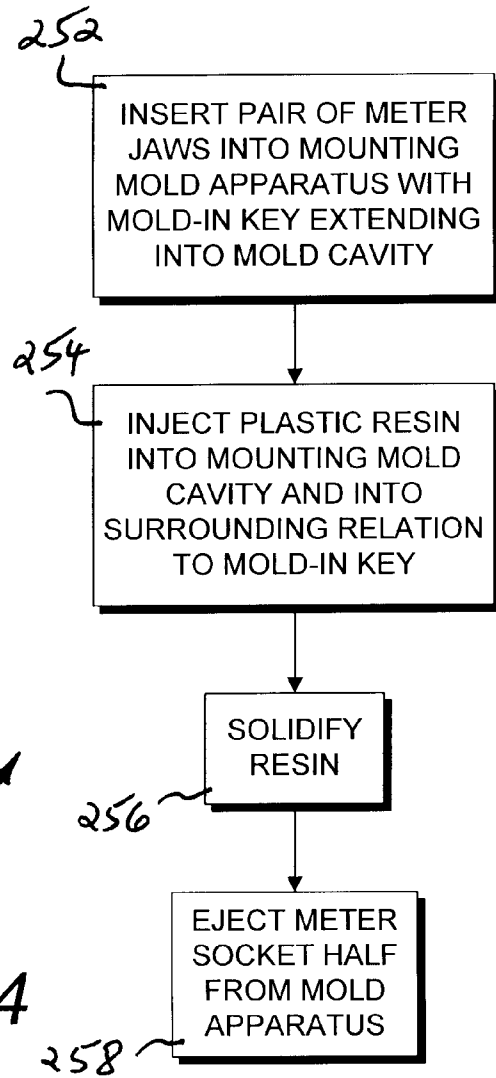 252
INSERT PAIR OF METER
JAWS INTO MOUNTING
MOLD APPARATUS WITH
MOLD-IN KEY EXTENDING
INTO MOLD CAVITY
254
INJECT PLASTIC RESIN
INTO MOUNTING MOLD
CAVITY AND INTO
SURROUNDING RELATION
TO MOLD-IN KEY
SOLIDIFY
RESIN
256
EJECT METER
SOCKET HALF
FROM MOLD
APPARATUS
258